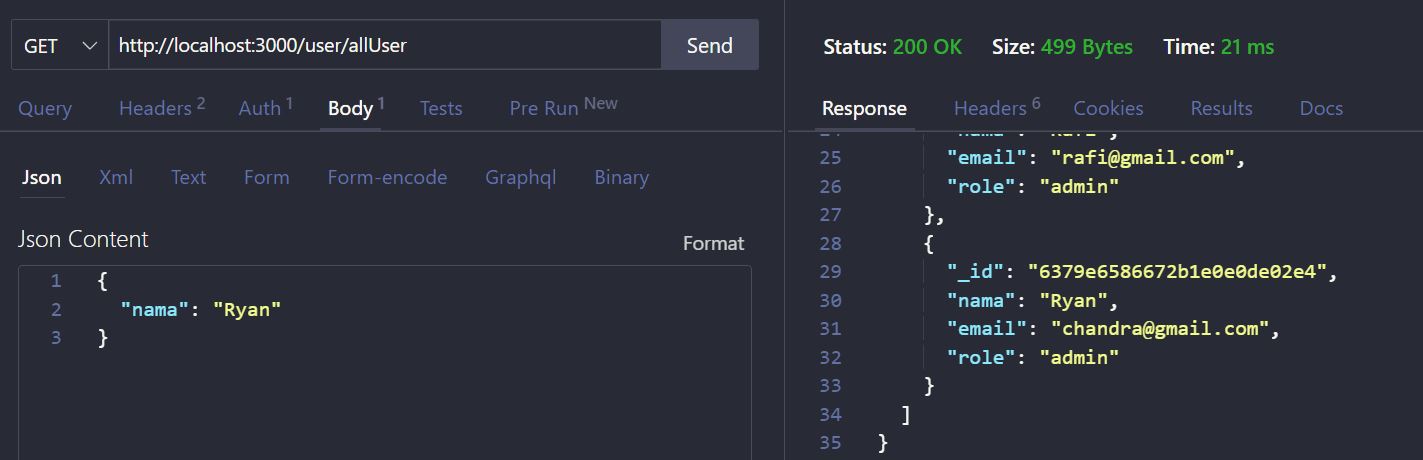 GET http://localhost:3000/user/allUser Send
Query Headers 2 Auth 1 Body 1 Tests Pre Run New
Json Xml Text Form Form-encode Graphql Binary
Json Content Format
1 {
2 "nama": "Ryan"
3 }
Status: 200 OK Size: 499 Bytes Time: 21 ms
Response Headers 6 Cookies Results Docs
25 "email": "rafi@gmail.com",
26 "role": "admin"
27 },
28 {
29 "_id": "6379e6586672b1e0e0de02e4",
30 "nama": "Ryan",
31 "email": "chandra@gmail.com",
32 "role": "admin"
33 }
34 ]
35 }